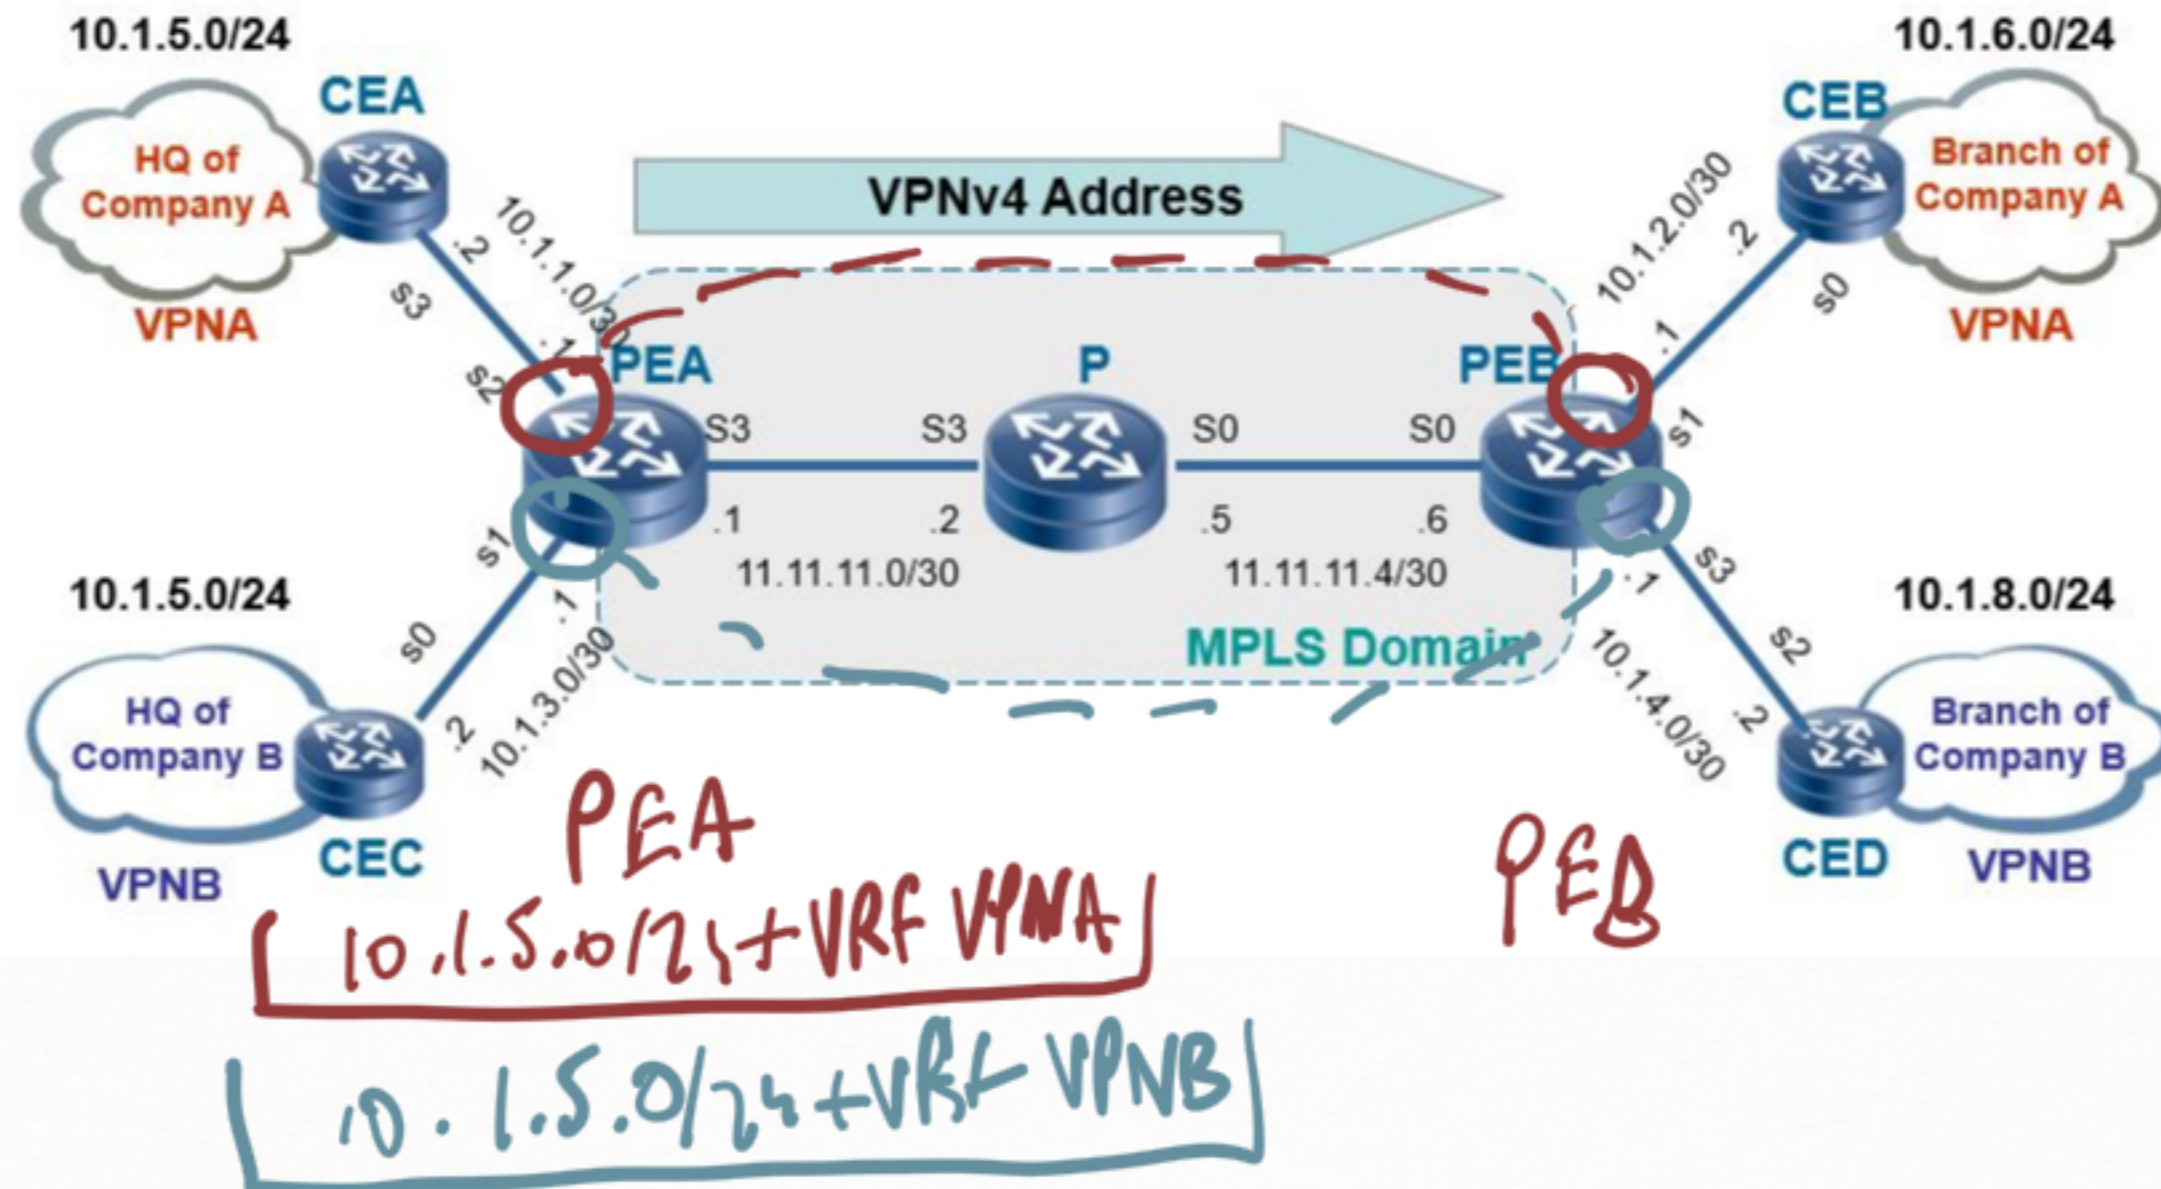 10.1.5.0/24
10.1.6.0/24
CEA
CEB
HQ of
Company A
VPNv4 Address
Branch of
Company A
.2
10.1.1.0/30
s3
10.1.2.0/30
.2
s0
VPNA
VPNA
.1
s2
PEA
P
PEB
.1
s1
S3
S3
S0
S0
.1
.2
.5
.6
11.11.11.0/30
11.11.11.4/30
s1
.1
.1
s3
10.1.5.0/24
10.1.8.0/24
s0
.2
10.1.3.0/30
MPLS Domain
10.1.4.0/30
s2
.2
HQ of
Company B
Branch of
Company B
CEC
CED
VPNB
VPNB
PEA
PEB
10.1.5.0/24+VRF VPNA
10.1.5.0/24+VRF VPNB